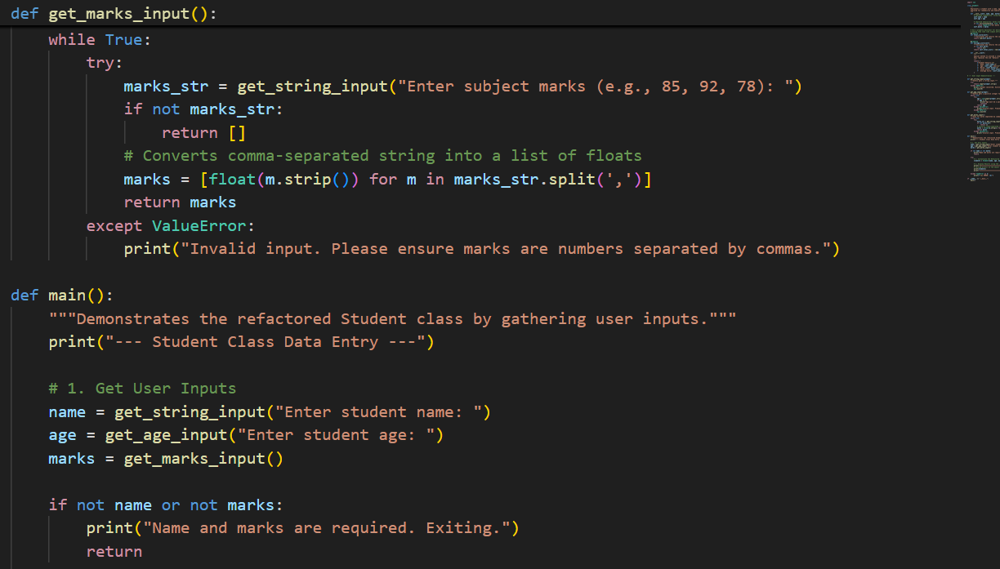 def get_marks_input():
    while True:
        try:
            marks_str = get_string_input("Enter subject marks (e.g., 85, 92, 78): ")
            if not marks_str:
                return []
            # Converts comma-separated string into a list of floats
            marks = [float(m.strip()) for m in marks_str.split(',')]
            return marks
        except ValueError:
            print("Invalid input. Please ensure marks are numbers separated by commas.")

def main():
    """Demonstrates the refactored Student class by gathering user inputs."""
    print("--- Student Class Data Entry ---")

    # 1. Get User Inputs
    name = get_string_input("Enter student name: ")
    age = get_age_input("Enter student age: ")
    marks = get_marks_input()

    if not name or not marks:
        print("Name and marks are required. Exiting.")
        return